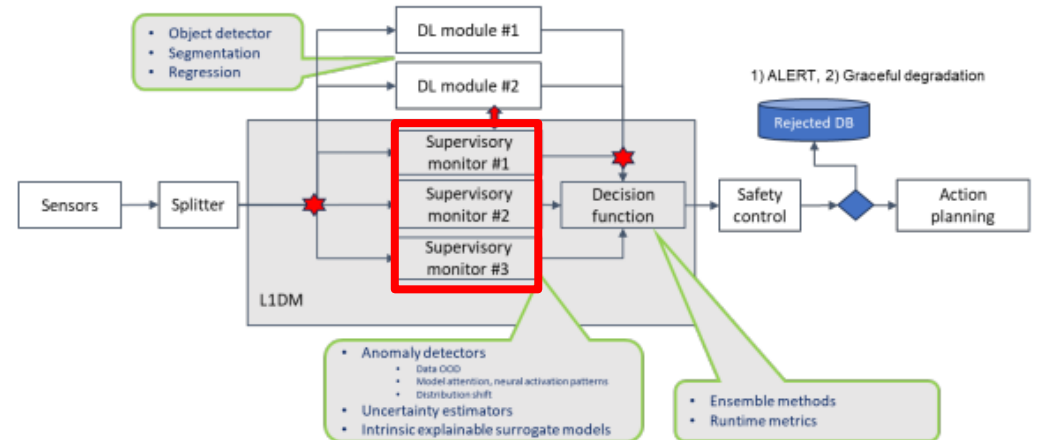 • Object detector
• Segmentation
• Regression
DL module #1
DL module #2
1) ALERT, 2) Graceful degradation
Rejected DB
Supervisory
monitor #1
Supervisory
monitor #2
Supervisory
monitor #3
Sensors
Splitter
Decision
function
Safety
control
Action
planning
L1DM
• Anomaly detectors
• Data OOD
• Model attention, neural activation patterns
• Distribution shift
• Uncertainty estimators
• Intrinsic explainable surrogate models
• Ensemble methods
• Runtime metrics